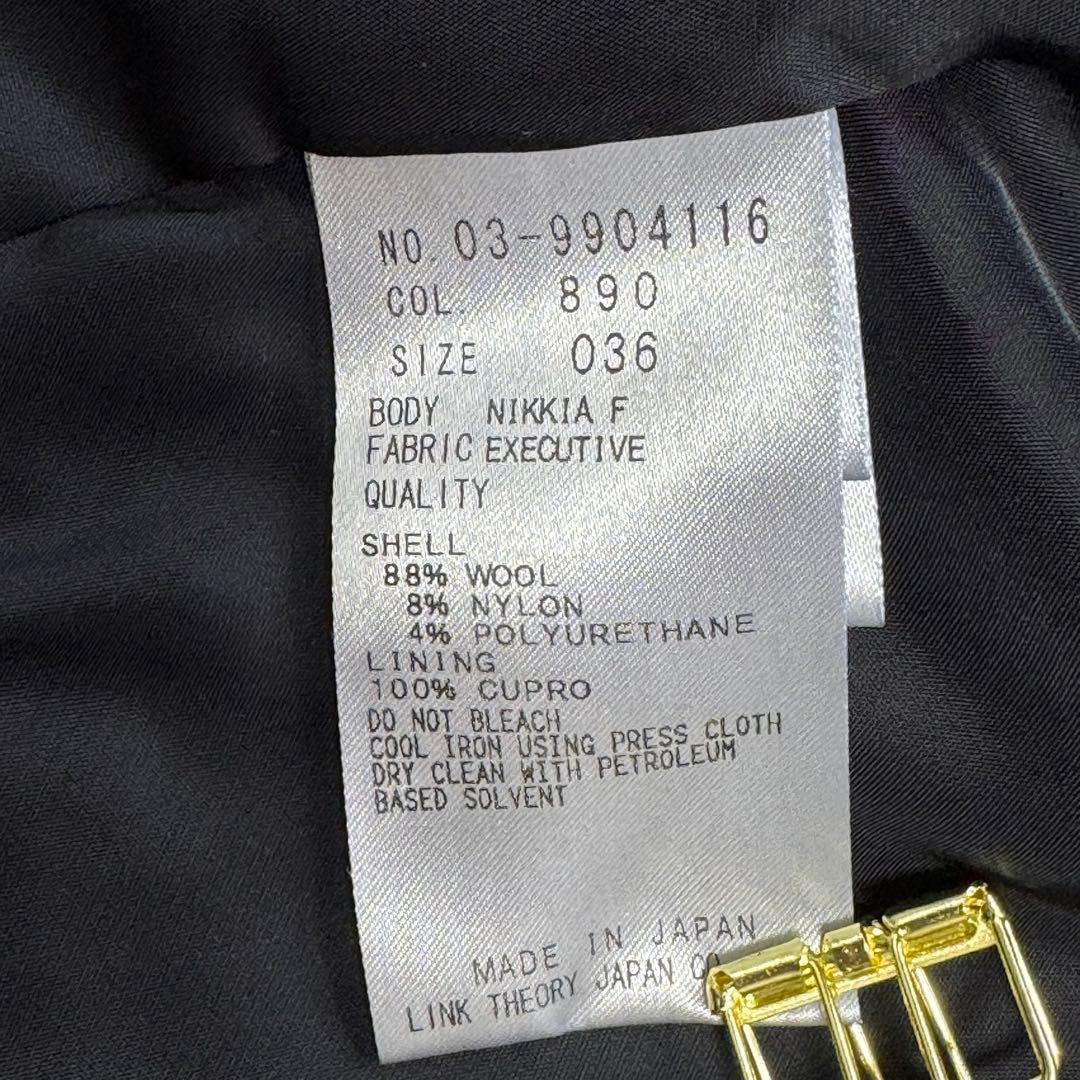 NO. 03-9904116
COL. 890
SIZE 036
BODY NIKKIA F
FABRIC EXECUTIVE
QUALITY
SHELL
88% WOOL
8% NYLON
4% POLYURETHANE
LINING
100% CUPRO
DO NOT BLEACH
COOL IRON USING PRESS CLOTH
DRY CLEAN WITH PETROLEUM
BASED SOLVENT
MADE IN JAPAN
LINK THEORY JAPAN CO